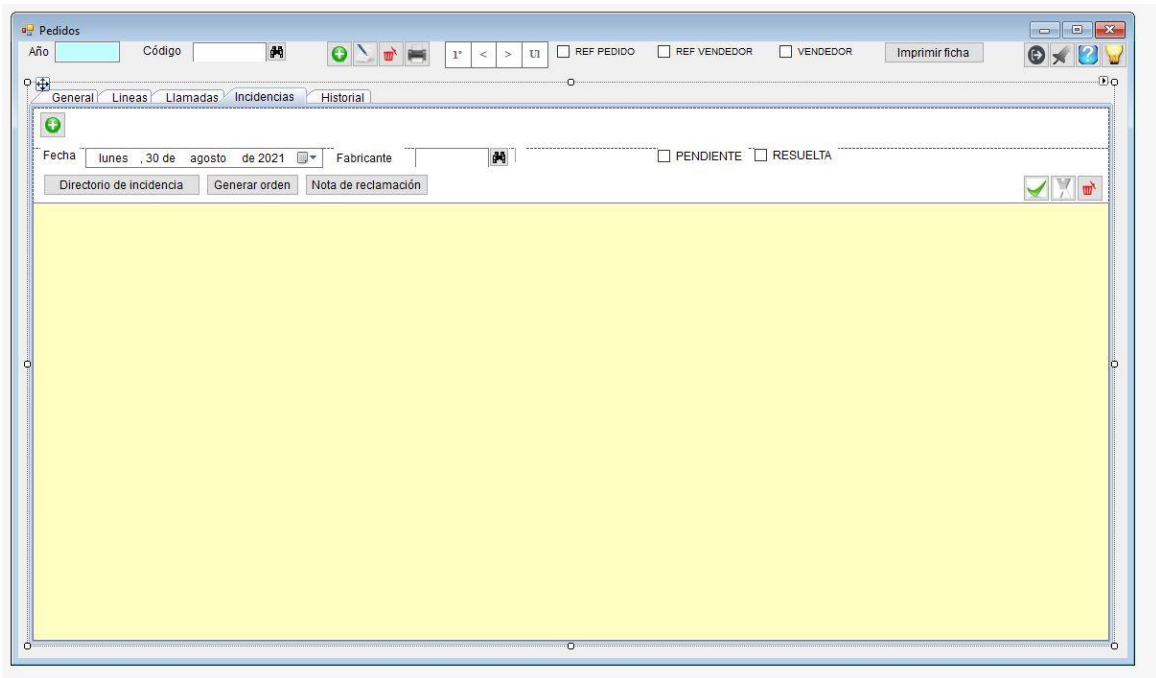 Pedidos
Año Código 1º < > Ul REF PEDIDO REF VENDEDOR VENDEDOR Imprimir ficha
General Lineas Llamadas Incidencias Historial
Fecha lunes , 30 de agosto de 2021 Fabricante PENDIENTE RESUELTA
Directorio de incidencia Generar orden Nota de reclamación